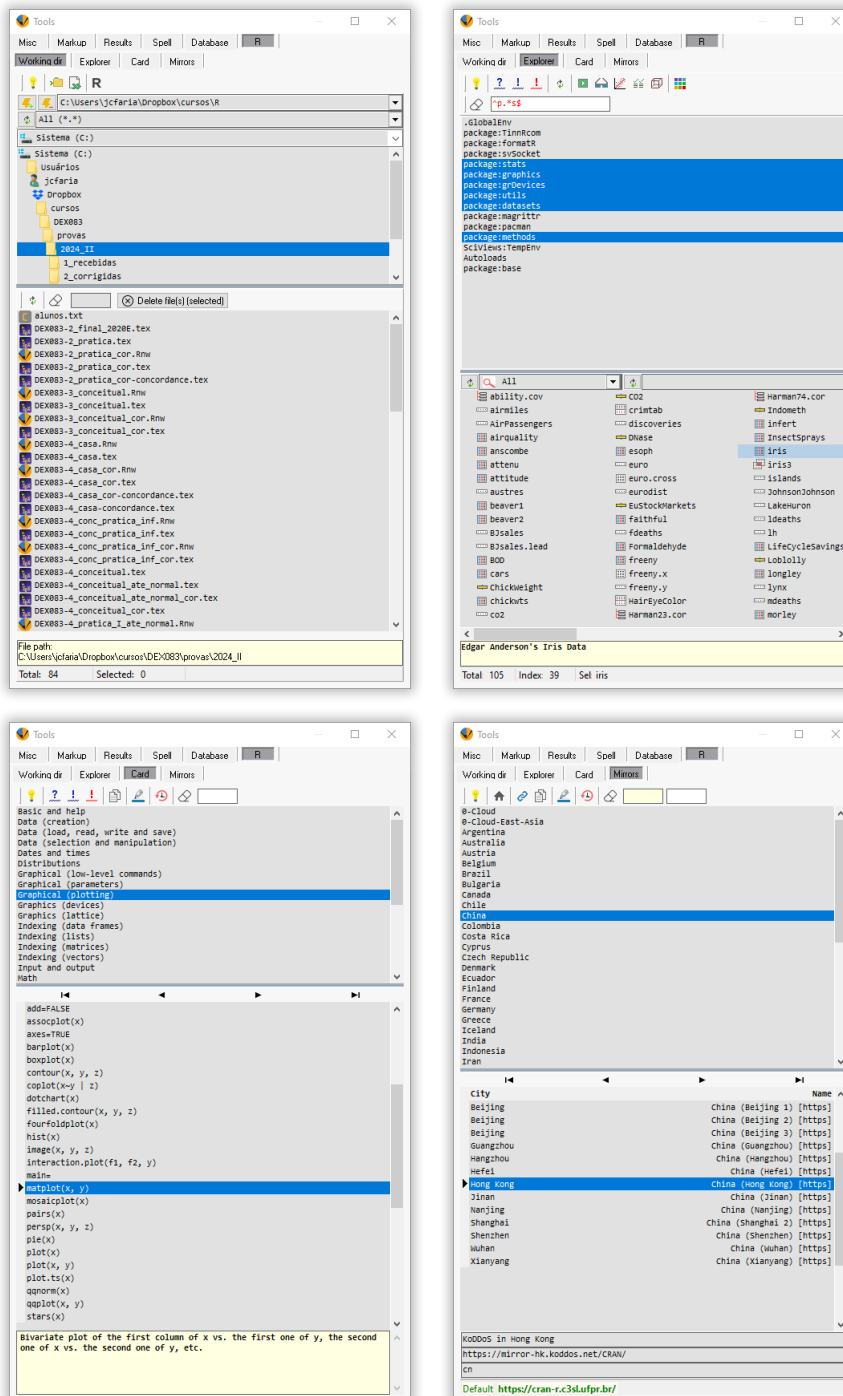 Tools
Misc Markup Results Spell Database R
Working dir Explorer Card Mirrors
R
C:\Users\jcfaria\Dropbox\cursos\R
All (*.*)
Sistema (C:)
Sistema (C:)
Usuários
jcfaria
Dropbox
cursos
DEX083
provas
2024_II
1_recebidas
2_corrigidas
Delete file(s) (selected)
alunos.txt
DEX083-2_final_2020E.tex
DEX083-2_pratica.tex
DEX083-2_pratica_cor.Rnw
DEX083-2_pratica_cor.tex
DEX083-2_pratica_cor-concordance.tex
DEX083-3_conceitual.Rnw
DEX083-3_conceitual.tex
DEX083-3_conceitual_cor.Rnw
DEX083-3_conceitual_cor.tex
DEX083-4_casa.Rnw
DEX083-4_casa.tex
DEX083-4_casa_cor.Rnw
DEX083-4_casa_cor.tex
DEX083-4_casa_cor-concordance.tex
DEX083-4_casa-concordance.tex
DEX083-4_conc_pratica_inf.Rnw
DEX083-4_conc_pratica_inf.tex
DEX083-4_conc_pratica_inf_cor.Rnw
DEX083-4_conc_pratica_inf_cor.tex
DEX083-4_conceitual.tex
DEX083-4_conceitual_ate_normal.tex
DEX083-4_conceitual_ate_normal_cor.tex
DEX083-4_conceitual_cor.tex
DEX083-4_pratica_I_ate_normal.Rnw
File path:
C:\Users\jcfaria\Dropbox\cursos\DEX083\provas\2024_II
Total: 84 Selected: 0
Tools
Misc Markup Results Spell Database R
Working dir Explorer Card Mirrors
^p.*s$
.GlobalEnv
package:TinnRcom
package:formatR
package:svSocket
package:stats
package:graphics
package:grDevices
package:utils
package:datasets
package:magrittr
package:pacman
package:methods
SciViews:TempEnv
Autoloads
package:base
All
ability.cov CO2 Harman74.cor
airmiles crimtab Indometh
AirPassengers discoveries infert
airquality DNase InsectSprays
anscombe esoph iris
attenu euro iris3
attitude euro.cross islands
austres eurodist JohnsonJohnson
beaver1 EuStockMarkets LakeHuron
beaver2 faithful ldeaths
BJsales fdeaths lh
BJsales.lead Formaldehyde LifeCycleSavings
BOD freeny Loblolly
cars freeny.x longley
ChickWeight freeny.y lynx
chickwts HairEyeColor mdeaths
co2 Harman23.cor morley
Edgar Anderson's Iris Data
Total: 105 Index: 39 Sel iris
Tools
Misc Markup Results Spell Database R
Working dir Explorer Card Mirrors
Basic and help
Data (creation)
Data (load, read, write and save)
Data (selection and manipulation)
Dates and times
Distributions
Graphical (low-level commands)
Graphical (parameters)
Graphical (plotting)
Graphics (devices)
Graphics (lattice)
Indexing (data frames)
Indexing (lists)
Indexing (matrices)
Indexing (vectors)
Input and output
Math
add=FALSE
assocplot(x)
axes=TRUE
barplot(x)
boxplot(x)
contour(x, y, z)
coplot(x~y | z)
dotchart(x)
filled.contour(x, y, z)
fourfoldplot(x)
hist(x)
image(x, y, z)
interaction.plot(f1, f2, y)
main=
matplot(x, y)
mosaicplot(x)
pairs(x)
persp(x, y, z)
pie(x)
plot(x)
plot(x, y)
plot.ts(x)
qqnorm(x)
qqplot(x, y)
stars(x)
Bivariate plot of the first column of x vs. the first one of y, the second
one of x vs. the second one of y, etc.
Tools
Misc Markup Results Spell Database R
Working dir Explorer Card Mirrors
0-Cloud
0-Cloud-East-Asia
Argentina
Australia
Austria
Belgium
Brazil
Bulgaria
Canada
Chile
China
Colombia
Costa Rica
Cyprus
Czech Republic
Denmark
Ecuador
Finland
France
Germany
Greece
Iceland
India
Indonesia
Iran
City Name
Beijing China (Beijing 1) [https]
Beijing China (Beijing 2) [https]
Beijing China (Beijing 3) [https]
Guangzhou China (Guangzhou) [https]
Hangzhou China (Hangzhou) [https]
Hefei China (Hefei) [https]
Hong Kong China (Hong Kong) [https]
Jinan China (Jinan) [https]
Nanjing China (Nanjing) [https]
Shanghai China (Shanghai 2) [https]
Shenzhen China (Shenzhen) [https]
Wuhan China (Wuhan) [https]
Xianyang China (Xianyang) [https]
KoDDoS in Hong Kong
https://mirror-hk.koddos.net/CRAN/
cn
Default https://cran-r.c3sl.ufpr.br/